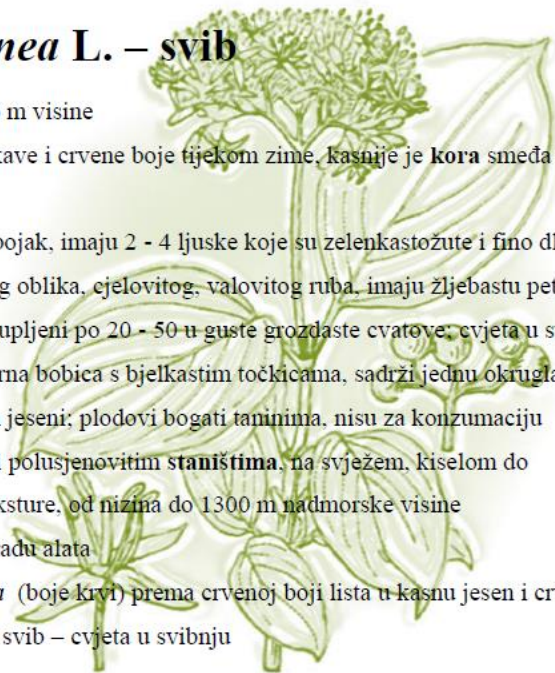 nea L. – svib
m visine
kave i crvene boje tijekom zime, kasnije je kora smeđa
pojak, imaju 2 - 4 ljuske koje su zelenkastožute i fino dl
g oblika, cjelovitog, valovitog ruba, imaju žljebastu pet
upljeni po 20 - 50 u guste grozdaste cvatove; cvjeta u s
rna bobica s bjelkastim točkicama, sadrži jednu okrugla
jeseni; plodovi bogati taninima, nisu za konzumaciju
i polusjenovitim staništima, na svježem, kiselom do
ksture, od nizina do 1300 m nadmorske visine
radu alata
(boje krvi) prema crvenoj boji lista u kasnu jesen i cr
svib – cvjeta u svibnju